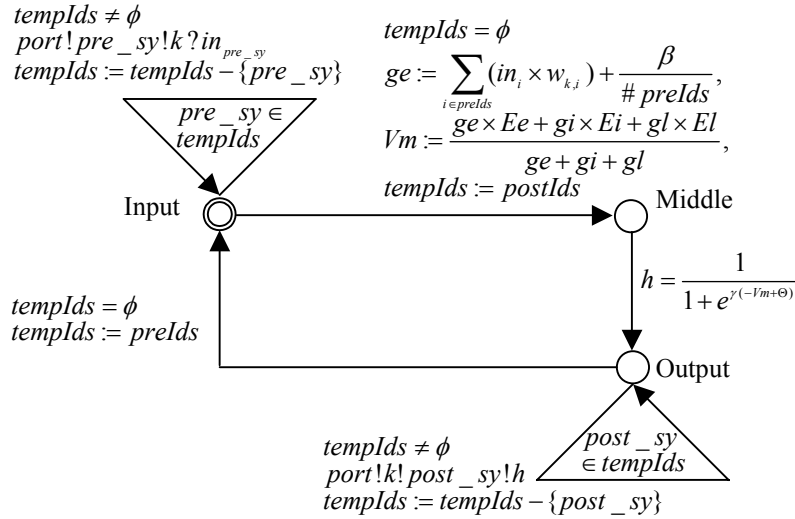 tempIds ≠ ϕ
port!pre_sy!k?in_{pre_sy}
tempIds := tempIds − {pre_sy}
pre_sy ∈
tempIds
Input
tempIds = ϕ
ge := ∑_{i∈preIds} (in_i × w_{k,i}) + β / # preIds,
Vm := (ge × Ee + gi × Ei + gl × El) / (ge + gi + gl),
tempIds := postIds
Middle
h = 1 / (1 + e^{γ(−Vm+Θ)})
tempIds = ϕ
tempIds := preIds
Output
tempIds ≠ ϕ
port!k!post_sy!h
tempIds := tempIds − {post_sy}
post_sy
∈ tempIds